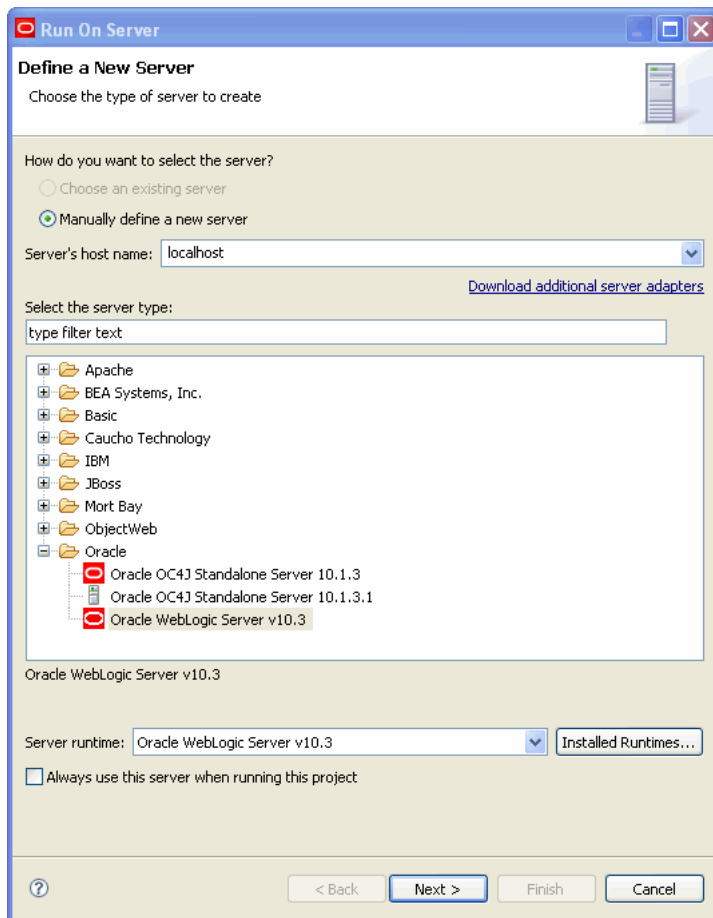 Run On Server
Define a New Server
Choose the type of server to create
How do you want to select the server?
Choose an existing server
Manually define a new server
Server's host name: localhost
Download additional server adapters
Select the server type:
type filter text
Apache
BEA Systems, Inc.
Basic
Caucho Technology
IBM
JBoss
Mort Bay
ObjectWeb
Oracle
Oracle OC4J Standalone Server 10.1.3
Oracle OC4J Standalone Server 10.1.3.1
Oracle WebLogic Server v10.3
Oracle WebLogic Server v10.3
Server runtime: Oracle WebLogic Server v10.3 Installed Runtimes...
Always use this server when running this project
? < Back Next > Finish Cancel